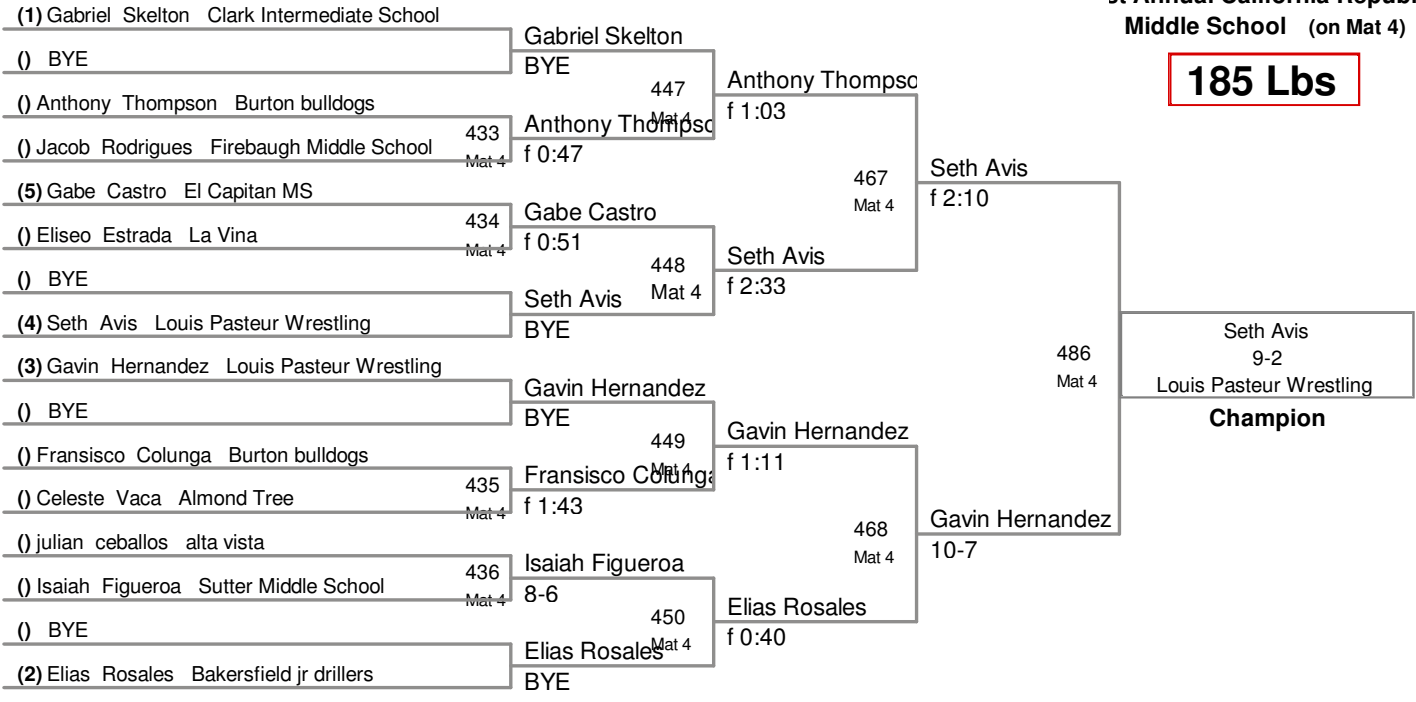 (1) Gabriel Skelton Clark Intermediate School
() BYE
() Anthony Thompson Burton bulldogs
() Jacob Rodrigues Firebaugh Middle School
(5) Gabe Castro El Capitan MS
() Eliseo Estrada La Vina
() BYE
(4) Seth Avis Louis Pasteur Wrestling
(3) Gavin Hernandez Louis Pasteur Wrestling
() BYE
() Fransisco Colunga Burton bulldogs
() Celeste Vaca Almond Tree
() julian ceballos alta vista
() Isaiah Figueroa Sutter Middle School
() BYE
(2) Elias Rosales Bakersfield jr drillers
433
Mat 4
434
Mat 4
435
Mat 4
436
Mat 4
Gabriel Skelton
BYE
Anthony Thompso
f 0:47
Gabe Castro
f 0:51
Seth Avis
BYE
Gavin Hernandez
BYE
Fransisco Colunga
f 1:43
Isaiah Figueroa
8-6
Elias Rosales
BYE
447
Mat 4
448
Mat 4
449
Mat 4
450
Mat 4
Anthony Thompso
f 1:03
Seth Avis
f 2:33
Gavin Hernandez
f 1:11
Elias Rosales
f 0:40
467
Mat 4
468
Mat 4
Seth Avis
f 2:10
Gavin Hernandez
10-7
486
Mat 4
st Annual California Republi
Middle School (on Mat 4)
185 Lbs
Seth Avis
9-2
Louis Pasteur Wrestling
Champion